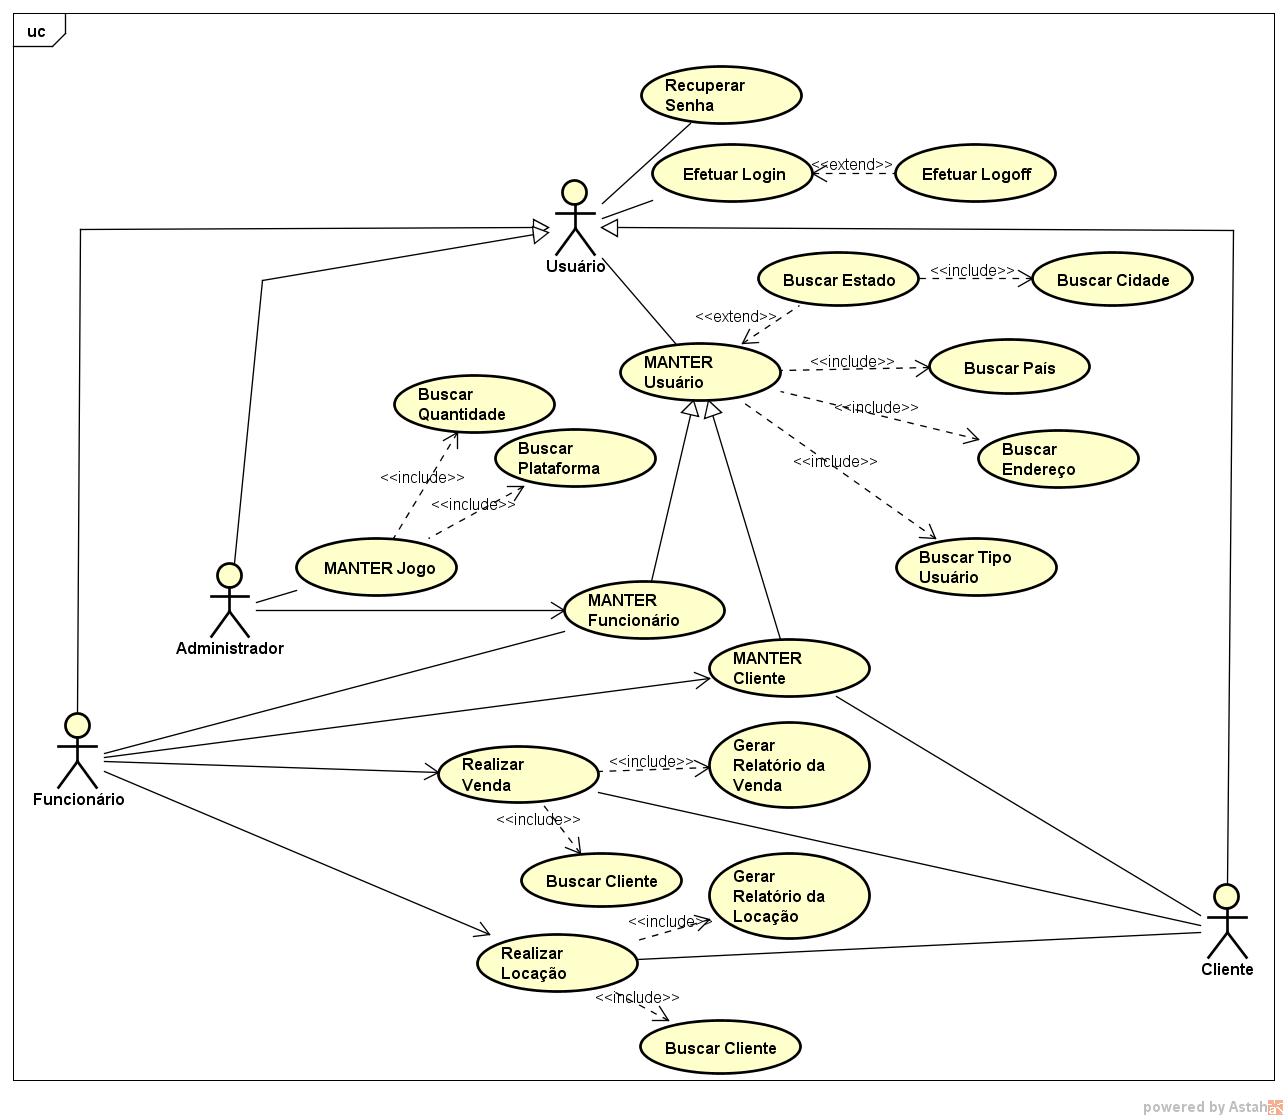 uc
Recuperar
Senha
Efetuar Login
<<extend>>
Efetuar Logoff
Usuário
Buscar Estado
<<include>>
Buscar Cidade
<<extend>>
MANTER
Usuário
<<include>>
Buscar País
Buscar
Quantidade
<<include>>
Buscar
Plataforma
<<include>>
Buscar
Endereço
<<include>>
<<include>>
<<include>>
Buscar Tipo
Usuário
MANTER Jogo
MANTER
Funcionário
Administrador
MANTER
Cliente
Funcionário
Realizar
Venda
<<include>>
Gerar
Relatório da
Venda
<<include>>
Buscar Cliente
Gerar
Relatório da
Locação
<<include>>
Realizar
Locação
Cliente
<<include>>
Buscar Cliente
powered by Astah